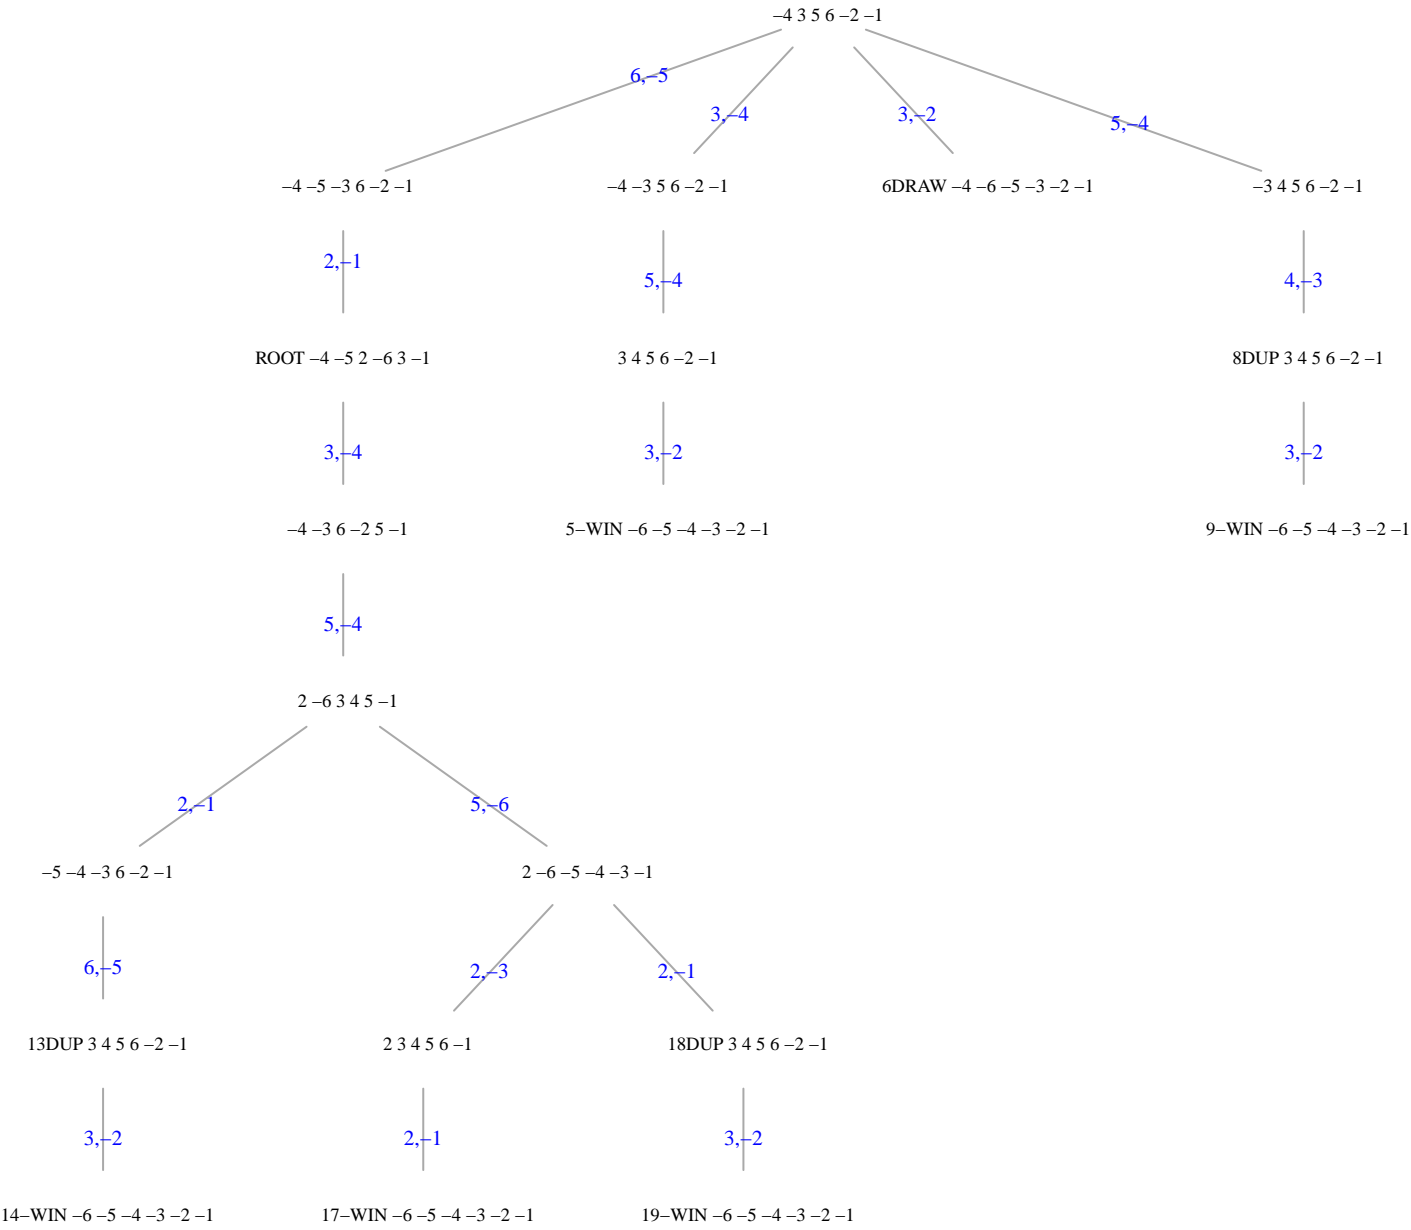 –4 3 5 6 –2 –1
6,–5
3,–4
3,–2
5,–4
–4 –5 –3 6 –2 –1
–4 –3 5 6 –2 –1
6DRAW –4 –6 –5 –3 –2 –1
–3 4 5 6 –2 –1
2,–1
5,–4
4,–3
ROOT –4 –5 2 –6 3 –1
3 4 5 6 –2 –1
8DUP 3 4 5 6 –2 –1
3,–4
3,–2
3,–2
–4 –3 6 –2 5 –1
5–WIN –6 –5 –4 –3 –2 –1
9–WIN –6 –5 –4 –3 –2 –1
5,–4
2 –6 3 4 5 –1
2,–1
5,–6
–5 –4 –3 6 –2 –1
2 –6 –5 –4 –3 –1
6,–5
2,–3
2,–1
13DUP 3 4 5 6 –2 –1
2 3 4 5 6 –1
18DUP 3 4 5 6 –2 –1
3,–2
2,–1
3,–2
14–WIN –6 –5 –4 –3 –2 –1
17–WIN –6 –5 –4 –3 –2 –1
19–WIN –6 –5 –4 –3 –2 –1